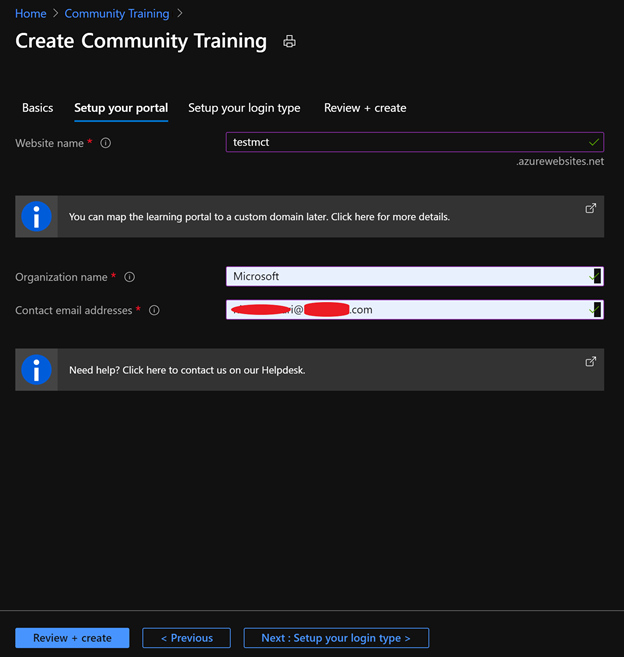 Home > Community Training >
Create Community Training
Basics Setup your portal Setup your login type Review + create
Website name * testmct
.azurewebsites.net
You can map the learning portal to a custom domain later. Click here for more details.
Organization name * Microsoft
Contact email addresses * @ .com
Need help? Click here to contact us on our Helpdesk.
Review + create < Previous Next : Setup your login type >